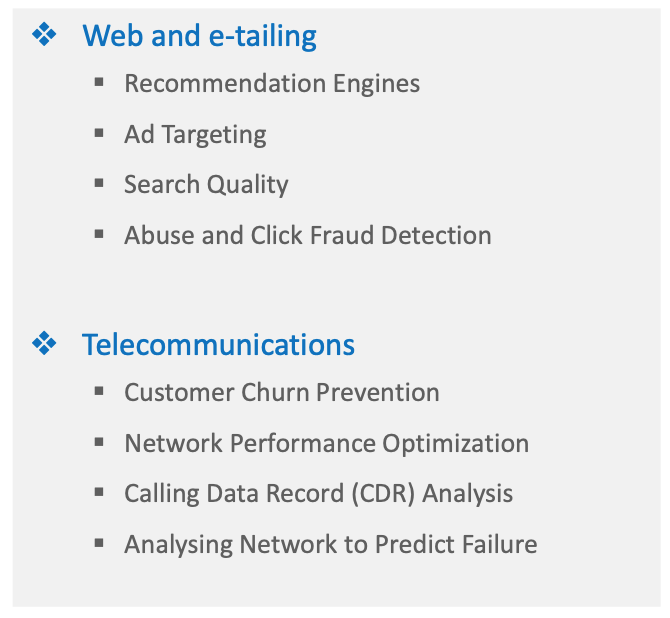 Web and e-tailing
Recommendation Engines
Ad Targeting
Search Quality
Abuse and Click Fraud Detection
Telecommunications
Customer Churn Prevention
Network Performance Optimization
Calling Data Record (CDR) Analysis
Analysing Network to Predict Failure